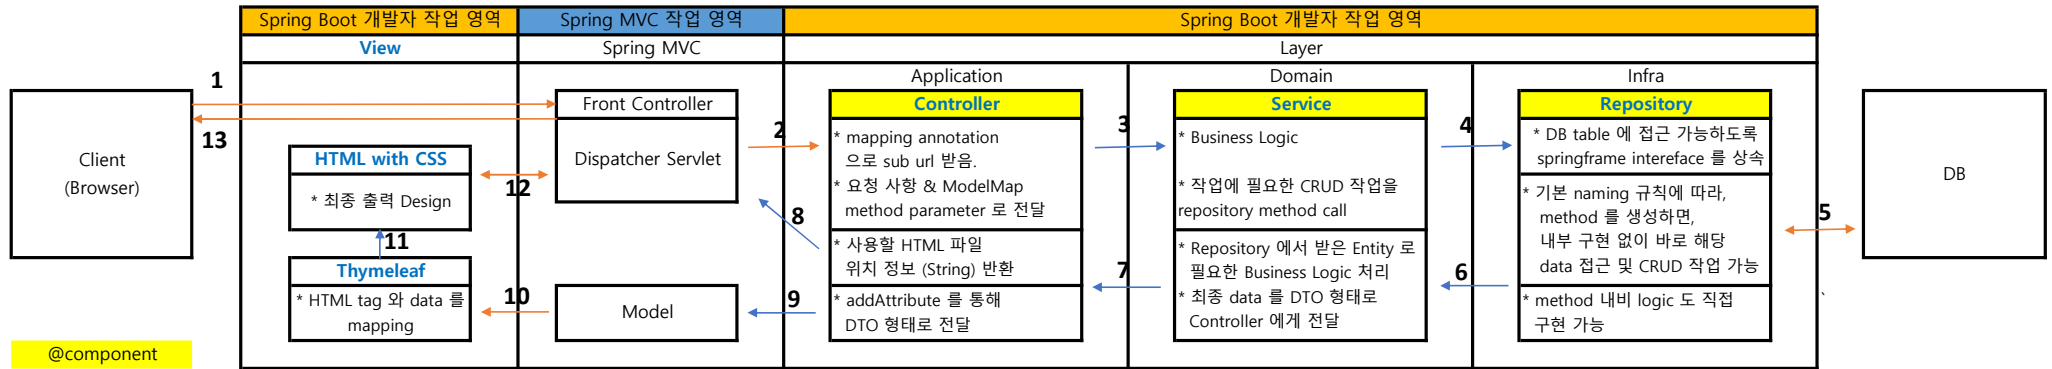 Spring Boot 개발자 작업 영역
Spring MVC 작업 영역
Spring Boot 개발자 작업 영역
View
Spring MVC
Layer
Application
Domain
Infra
1
13
Client
(Browser)
@component
HTML with CSS
* 최종 출력 Design
11
Thymeleaf
* HTML tag 와 data 를
mapping
12
10
Front Controller
Dispatcher Servlet
Model
2
8
9
Controller
* mapping annotation
으로 sub url 받음.
* 요청 사항 & ModelMap
method parameter 로 전달
* 사용할 HTML 파일
위치 정보 (String) 반환
* addAttribute 를 통해
DTO 형태로 전달
3
7
Service
* Business Logic
* 작업에 필요한 CRUD 작업을
repository method call
* Repository 에서 받은 Entity 로
필요한 Business Logic 처리
* 최종 data 를 DTO 형태로
Controller 에게 전달
4
6
Repository
* DB table 에 접근 가능하도록
springframe intereface 를 상속
* 기본 naming 규칙에 따라,
method 를 생성하면,
내부 구현 없이 바로 해당
data 접근 및 CRUD 작업 가능
* method 내비 logic 도 직접
구현 가능
5
`
DB